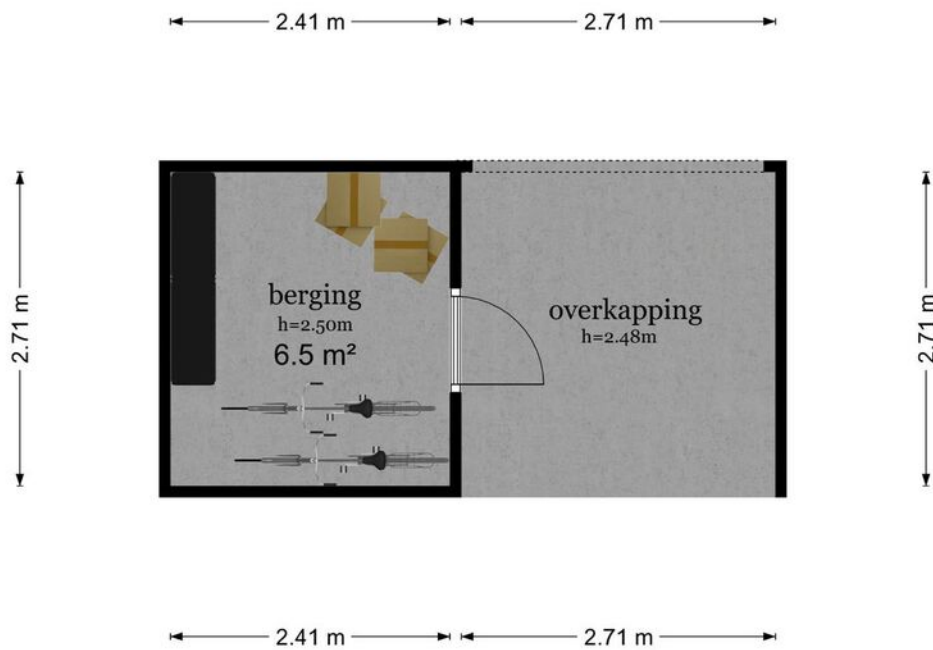 2.41 m
2.71 m
2.71 m
2.71 m
berging
h=2.50m
6.5 m²
overkapping
h=2.48m
2.41 m
2.71 m